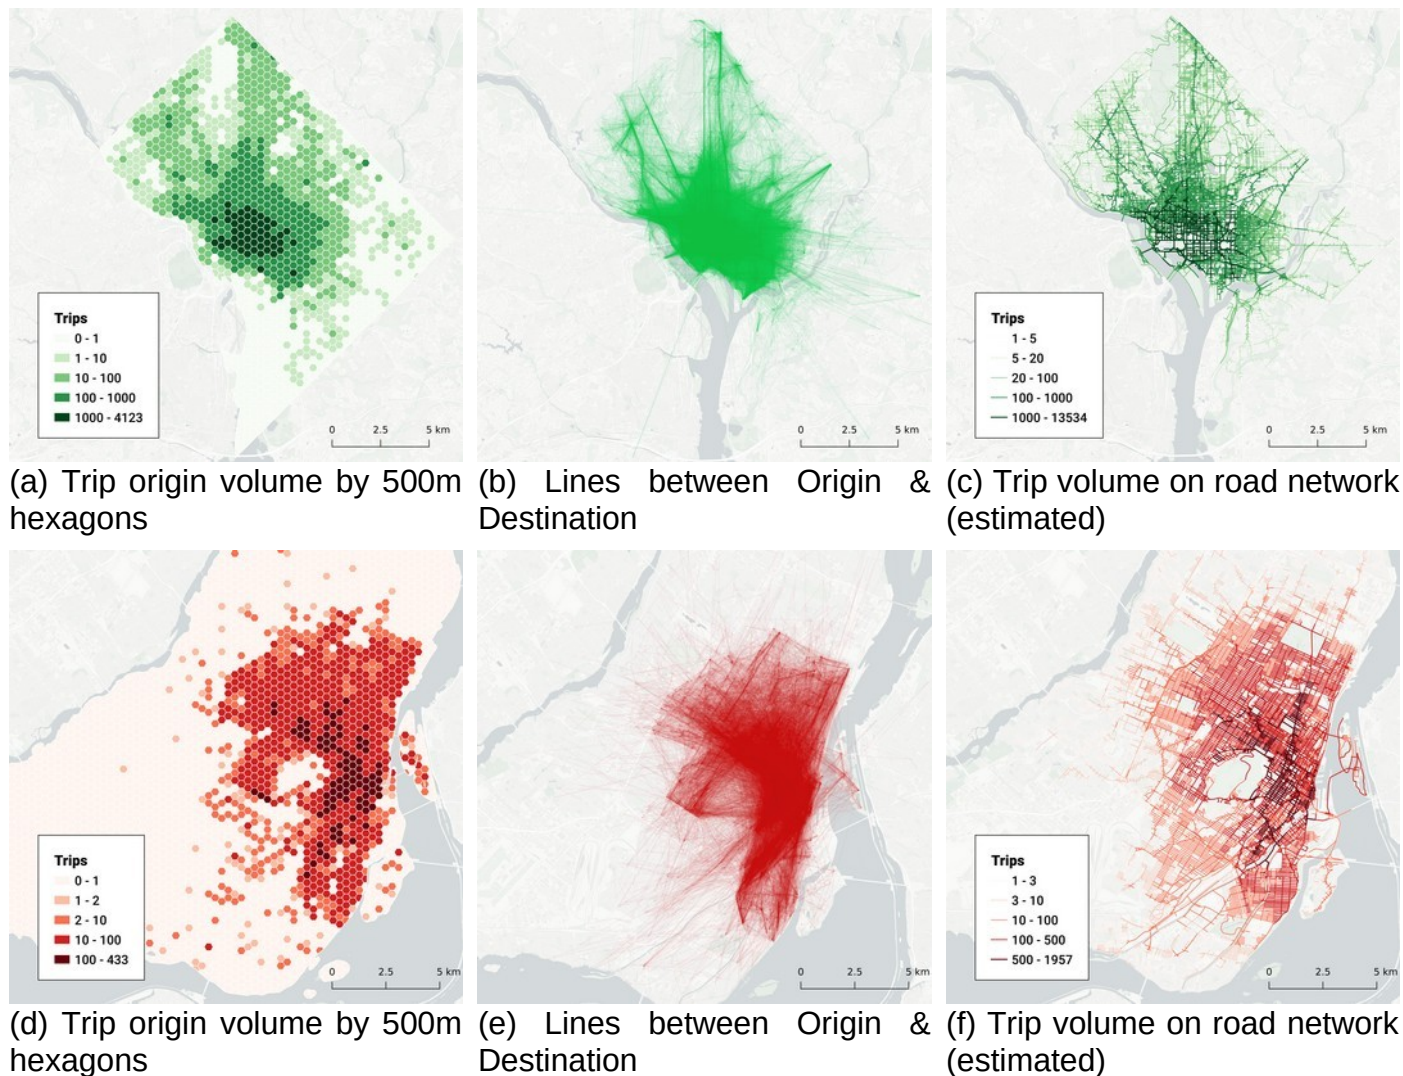 Trips
0 - 1
1 - 10
10 - 100
100 - 1000
1000 - 4123
0 2.5 5 km
Trips
1 - 5
5 - 20
20 - 100
100 - 1000
1000 - 13534
0 2.5 5 km
0 2.5 5 km
(a) Trip origin volume by 500m
hexagons
(b) Lines between Origin &
Destination
(c) Trip volume on road network
(estimated)
Trips
0 - 1
1 - 2
2 - 10
10 - 100
100 - 433
0 2.5 5 km
0 2.5 5 km
Trips
1 - 3
3 - 10
10 - 100
100 - 500
500 - 1957
0 2.5 5 km
(d) Trip origin volume by 500m
hexagons
(e) Lines between Origin &
Destination
(f) Trip volume on road network
(estimated)